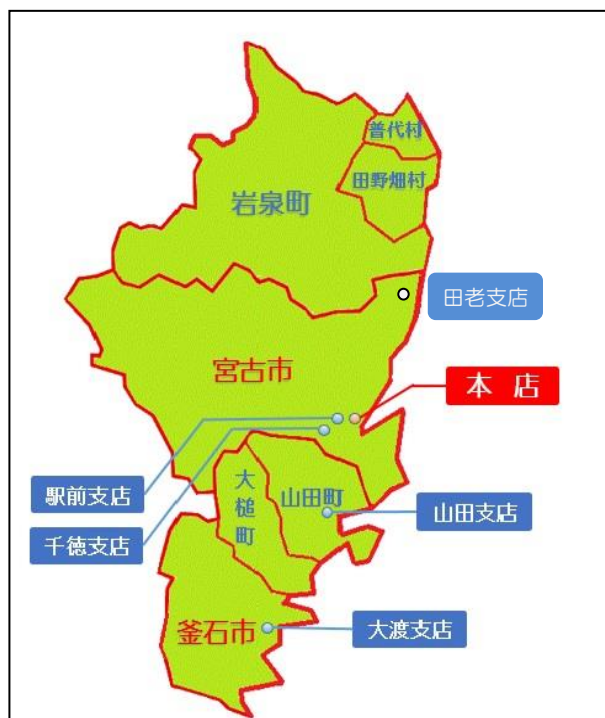 普代村
田野畑村
岩泉町
田老支店
宮古市
本 店
駅前支店
大槌町
山田町
山田支店
千徳支店
釜石市
大渡支店